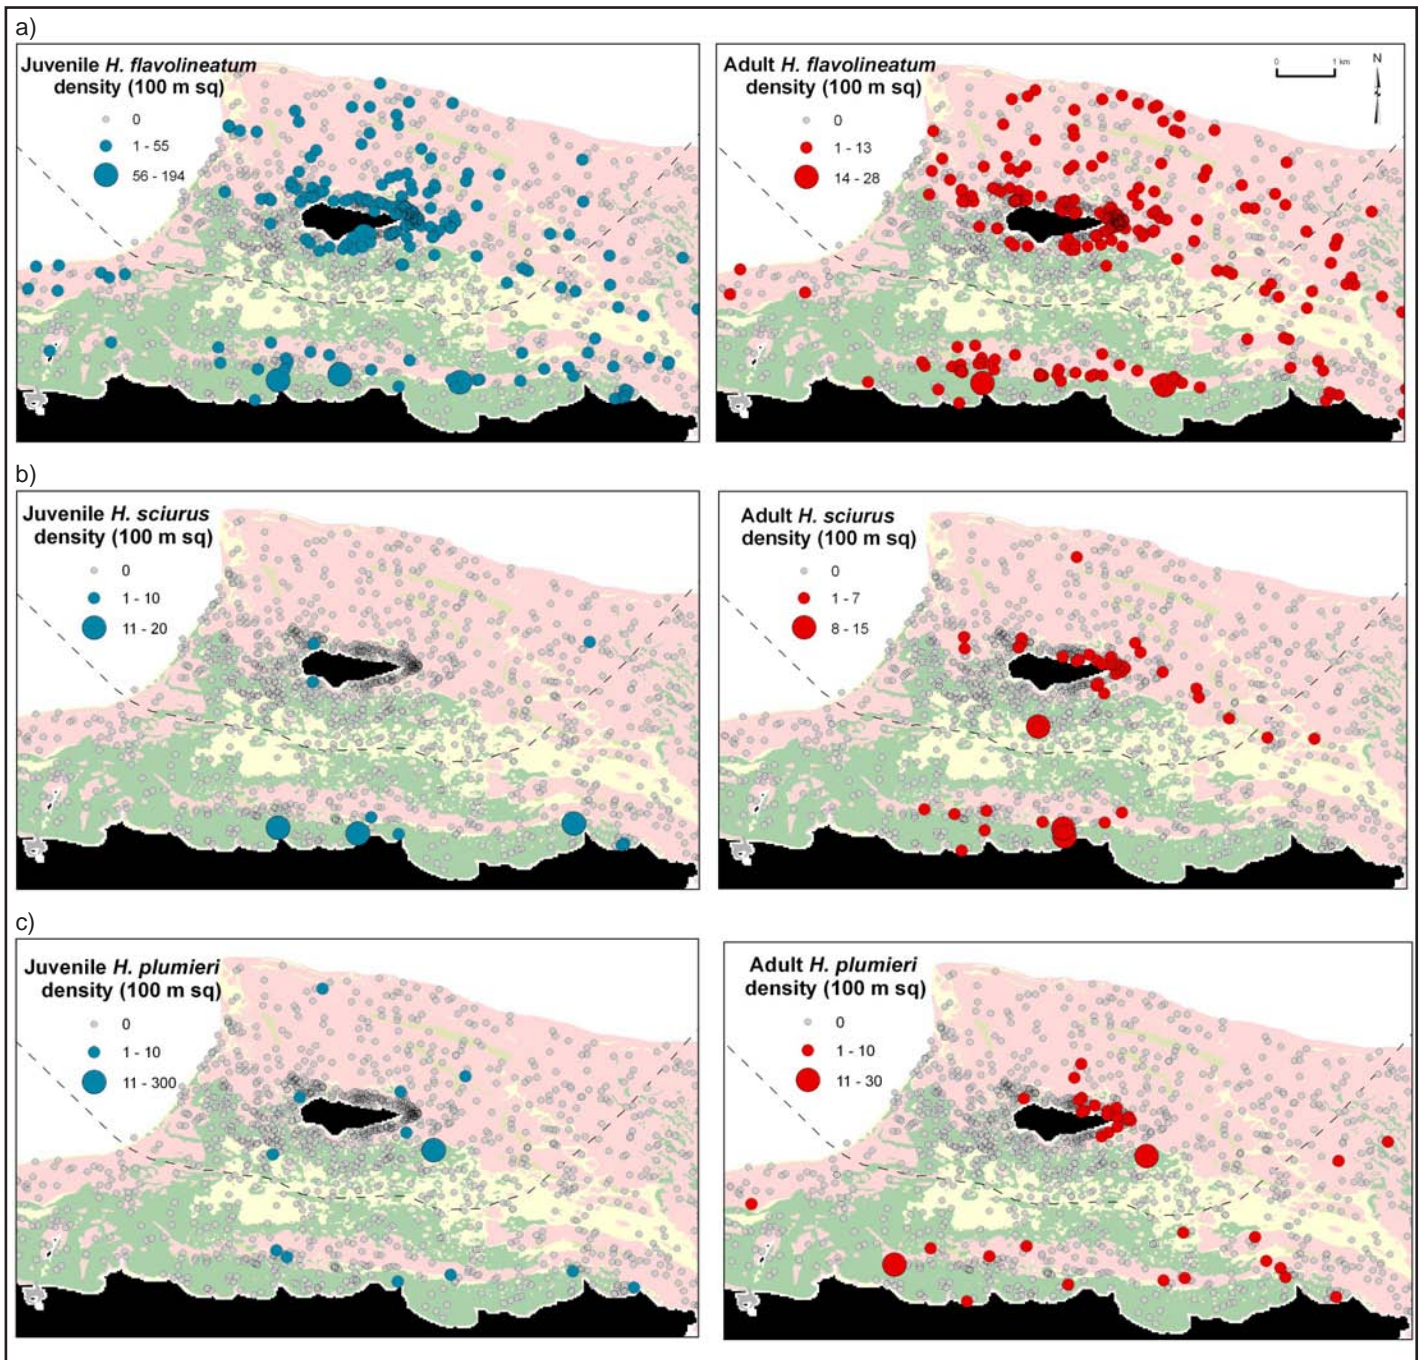 a)
Juvenile H. flavolineatum
density (100 m sq)
0
1 - 55
56 - 194
Adult H. flavolineatum
density (100 m sq)
0
1 - 13
14 - 28
0 1 km
N
b)
Juvenile H. sciurus
density (100 m sq)
0
1 - 10
11 - 20
Adult H. sciurus
density (100 m sq)
0
1 - 7
8 - 15
c)
Juvenile H. plumieri
density (100 m sq)
0
1 - 10
11 - 300
Adult H. plumieri
density (100 m sq)
0
1 - 10
11 - 30